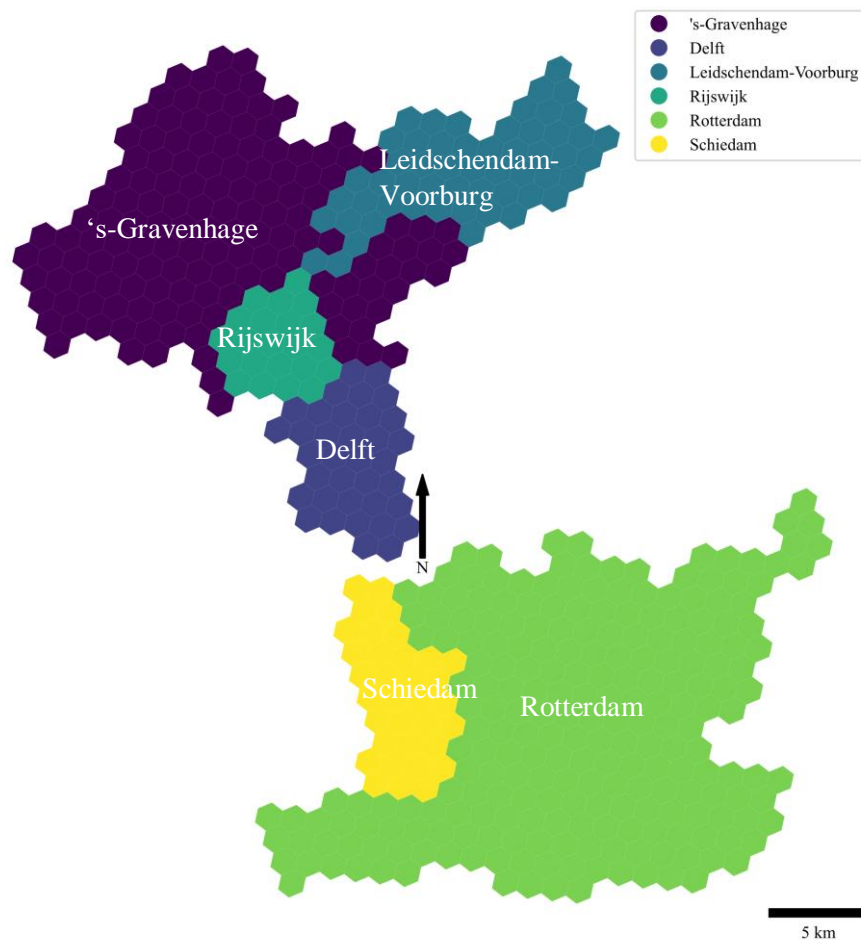 's-Gravenhage
Delft
Leidschendam-Voorburg
Rijswijk
Rotterdam
Schiedam
Leidschendam-
Voorburg
‘s-Gravenhage
Rijswijk
Delft
N
Schiedam
Rotterdam
5 km